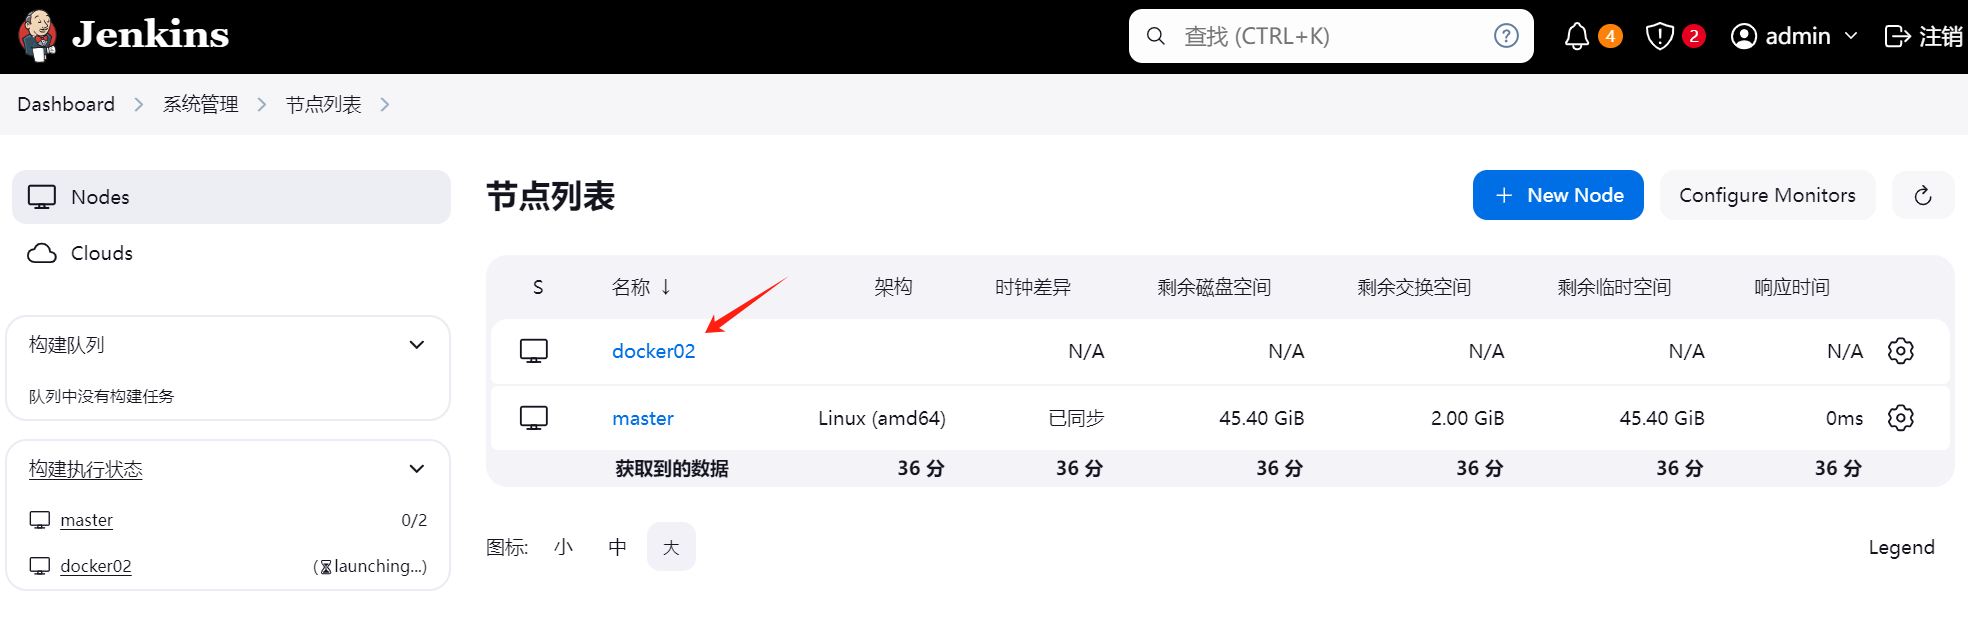 Jenkins
查找 (CTRL+K)
4
2
admin
注销
Dashboard
系统管理
节点列表
Nodes
Clouds
构建队列
队列中没有构建任务
构建执行状态
master 0/2
docker02 (launching...)
节点列表
New Node
Configure Monitors
S 名称 ↓ 架构 时钟差异 剩余磁盘空间 剩余交换空间 剩余临时空间 响应时间
docker02 N/A N/A N/A N/A N/A
master Linux (amd64) 已同步 45.40 GiB 2.00 GiB 45.40 GiB 0ms
获取到的数据 36 分 36 分 36 分 36 分 36 分 36 分
图标: 小 中 大
Legend